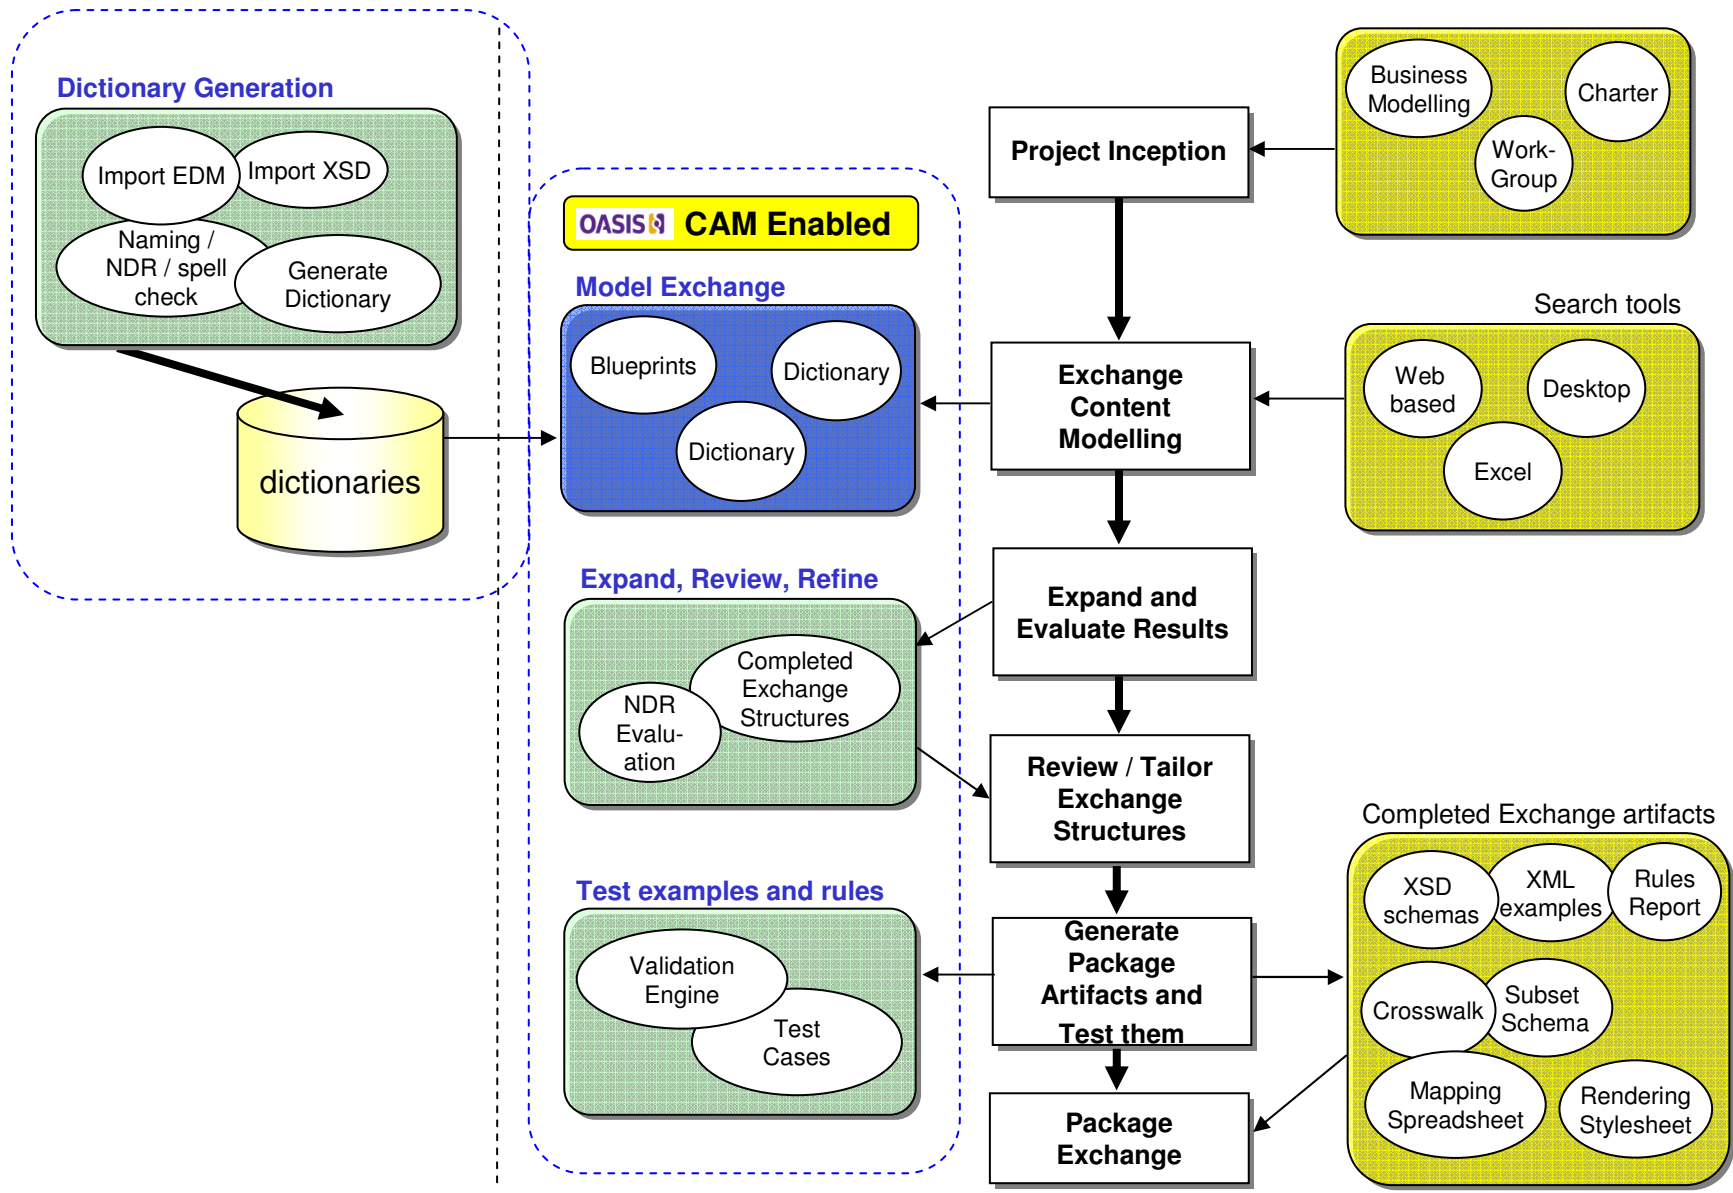 Dictionary Generation
Import EDM
Import XSD
Naming /
NDR / spell
check
Generate
Dictionary
dictionaries
OASIS CAM Enabled
Model Exchange
Blueprints
Dictionary
Dictionary
Expand, Review, Refine
Completed
Exchange
Structures
NDR
Evalu-
ation
Test examples and rules
Validation
Engine
Test
Cases
Project Inception
Exchange
Content
Modelling
Expand and
Evaluate Results
Review / Tailor
Exchange
Structures
Generate
Package
Artifacts and
Test them
Package
Exchange
Business
Modelling
Charter
Work-
Group
Search tools
Web
based
Desktop
Excel
Completed Exchange artifacts
XSD
schemas
XML
examples
Rules
Report
Crosswalk
Subset
Schema
Mapping
Spreadsheet
Rendering
Stylesheet